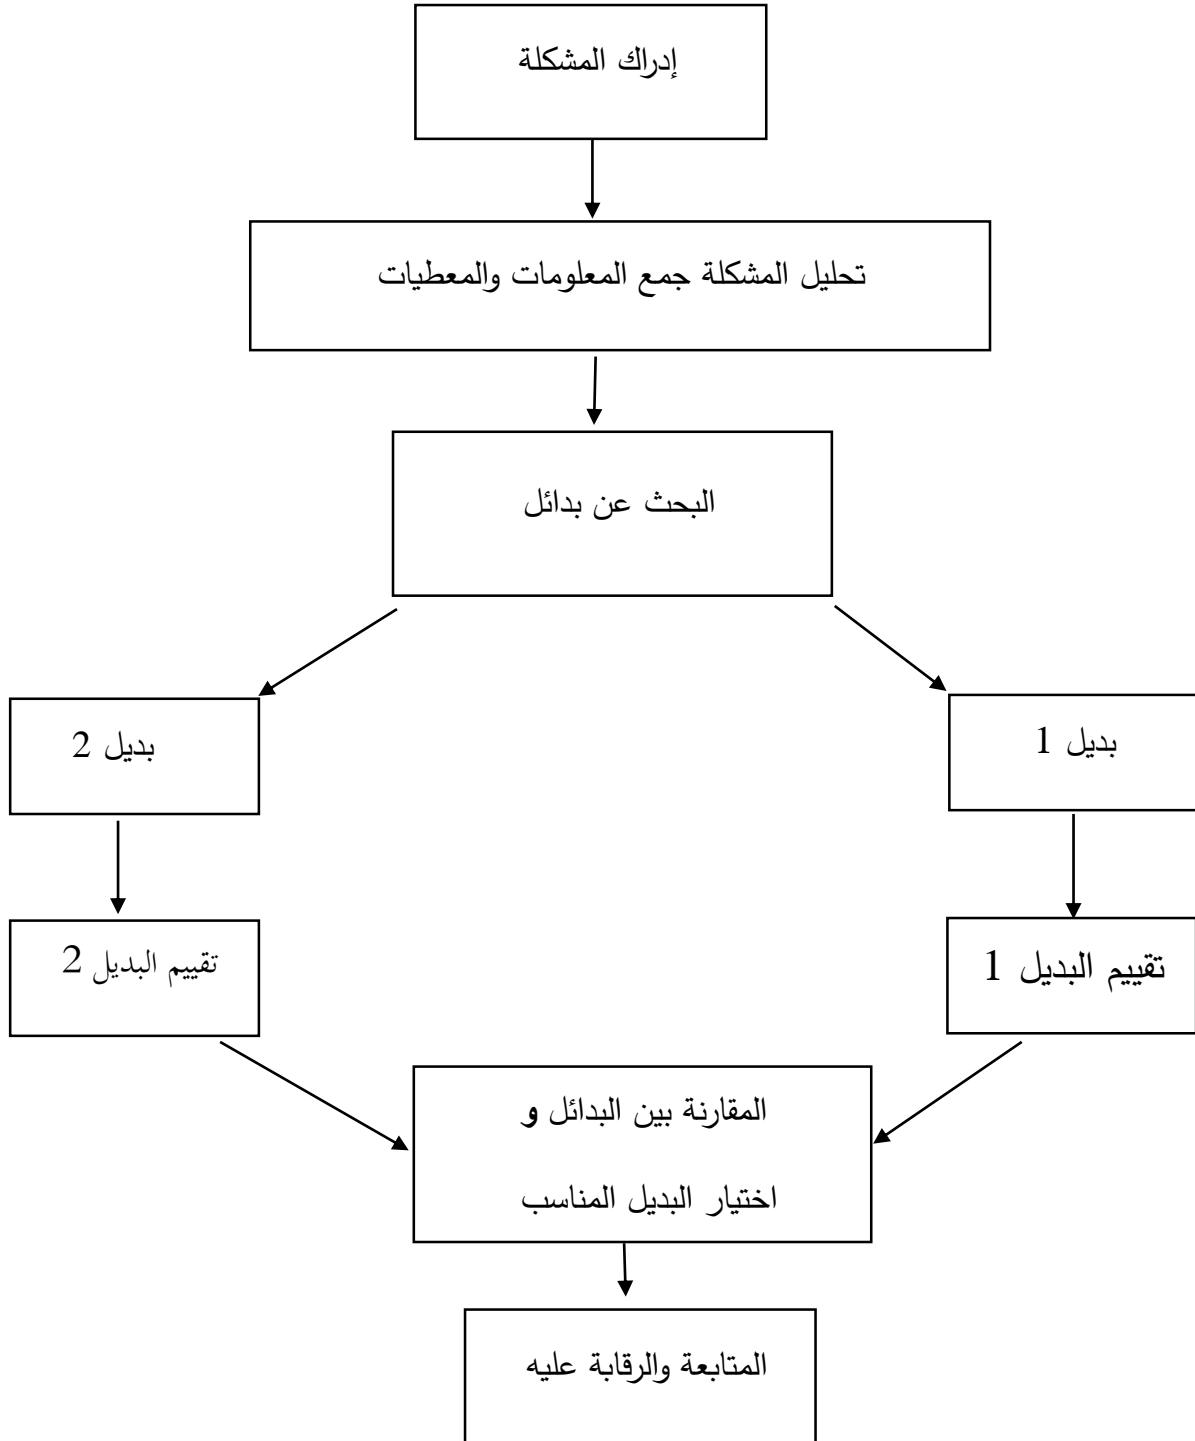 إدراك المشكلة
تحليل المشكلة جمع المعلومات والمعطيات
البحث عن بدائل
بديل 1
بديل 2
تقييم البديل 1
تقييم البديل 2
المقارنة بين البدائل و
اختيار البديل المناسب
المتابعة والرقابة عليه